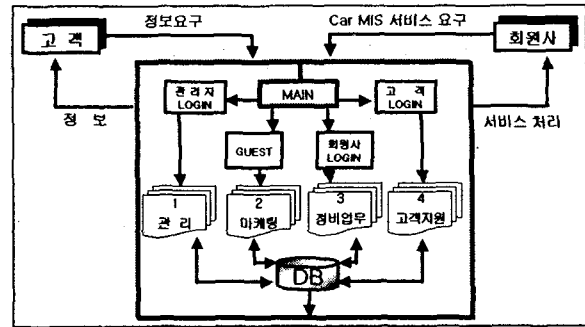 고 객
정보요구
Car MIS 서비스 요구
회원사
정 보
서비스 처리
관리자
LOGIN
MAIN
고 객
LOGIN
GUEST
회원사
LOGIN
1
관 리
2
마케팅
3
정비업무
4
고객지원
DB